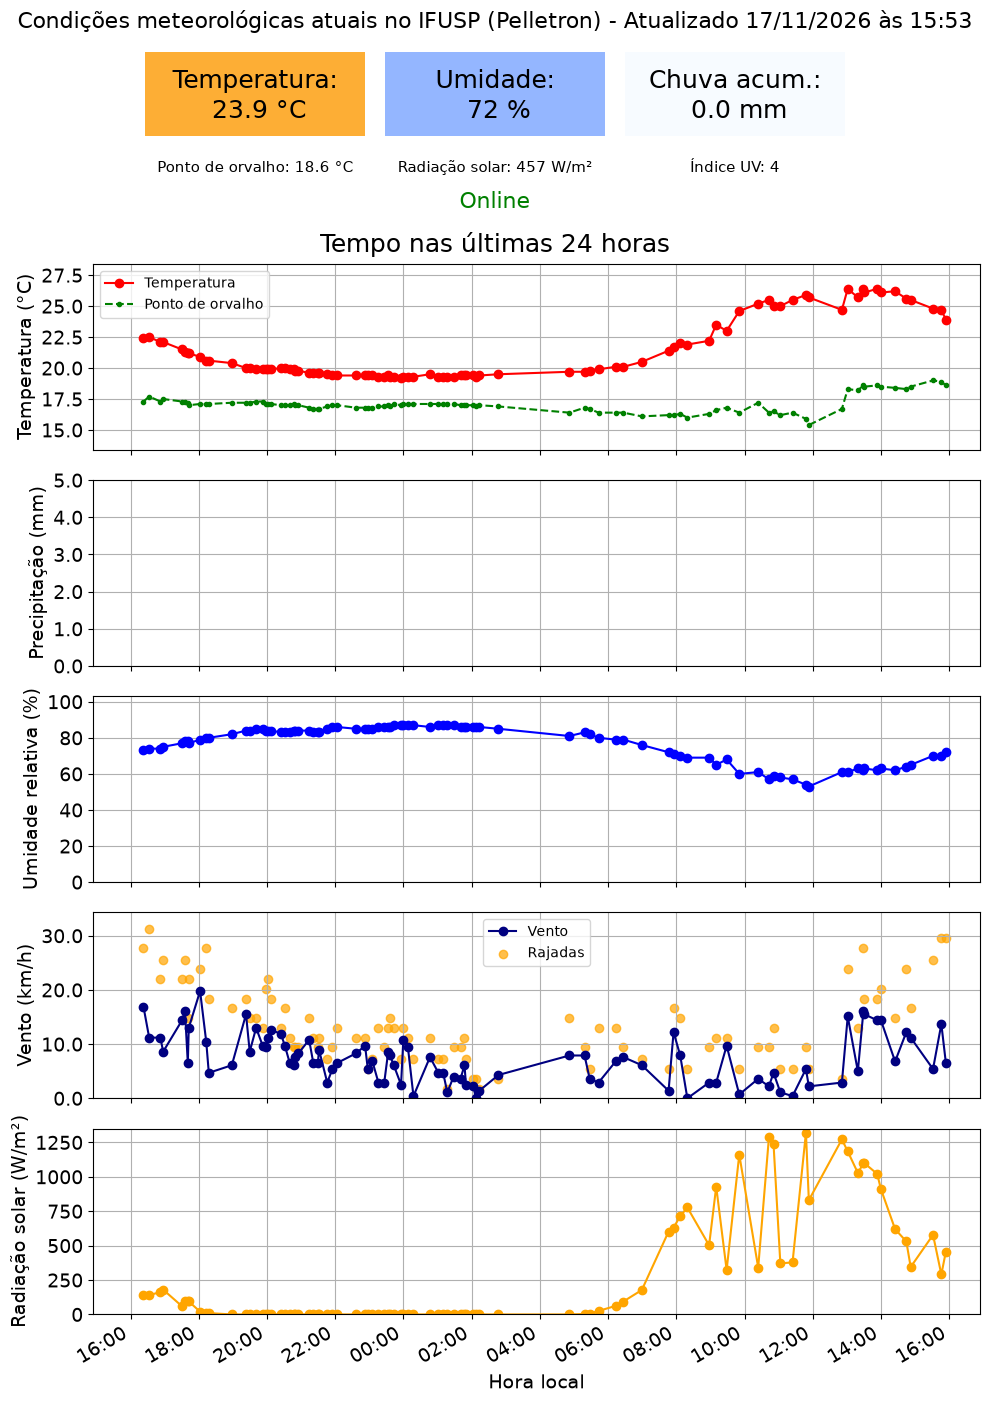 Condições meteorológicas atuais no IFUSP (Pelletron) - Atualizado 17/11/2026 às 15:53
Temperatura:
23.9 °C
Umidade:
72 %
Chuva acum.:
0.0 mm
Ponto de orvalho: 18.6 °C
Radiação solar: 457 W/m²
Índice UV: 4
Online
Tempo nas últimas 24 horas
Temperatura (°C)
27.5
25.0
22.5
20.0
17.5
15.0
Temperatura
Ponto de orvalho
Precipitação (mm)
5.0
4.0
3.0
2.0
1.0
0.0
Umidade relativa (%)
100
80
60
40
20
0
Vento (km/h)
30.0
20.0
10.0
0.0
Vento
Rajadas
Radiação solar (W/m²)
1250
1000
750
500
250
0
16:00
18:00
20:00
22:00
00:00
02:00
04:00
06:00
08:00
10:00
12:00
14:00
16:00
Hora local